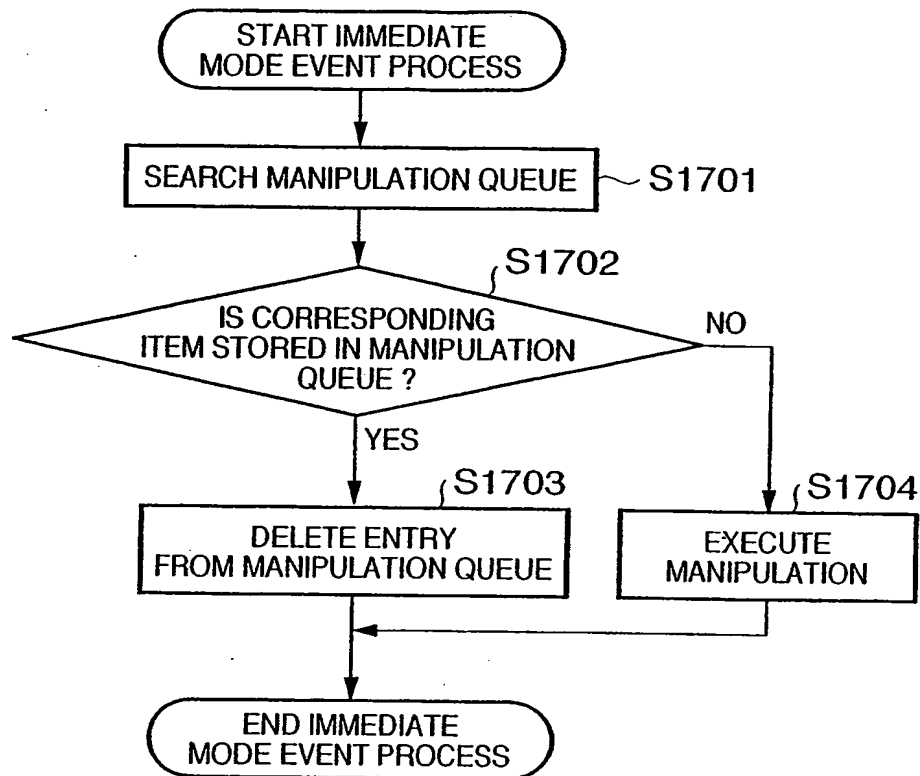 START IMMEDIATE
MODE EVENT PROCESS
SEARCH MANIPULATION QUEUE
S1701
S1702
IS CORRESPONDING
ITEM STORED IN MANIPULATION
QUEUE ?
NO
YES
S1703
DELETE ENTRY
FROM MANIPULATION QUEUE
S1704
EXECUTE
MANIPULATION
END IMMEDIATE
MODE EVENT PROCESS